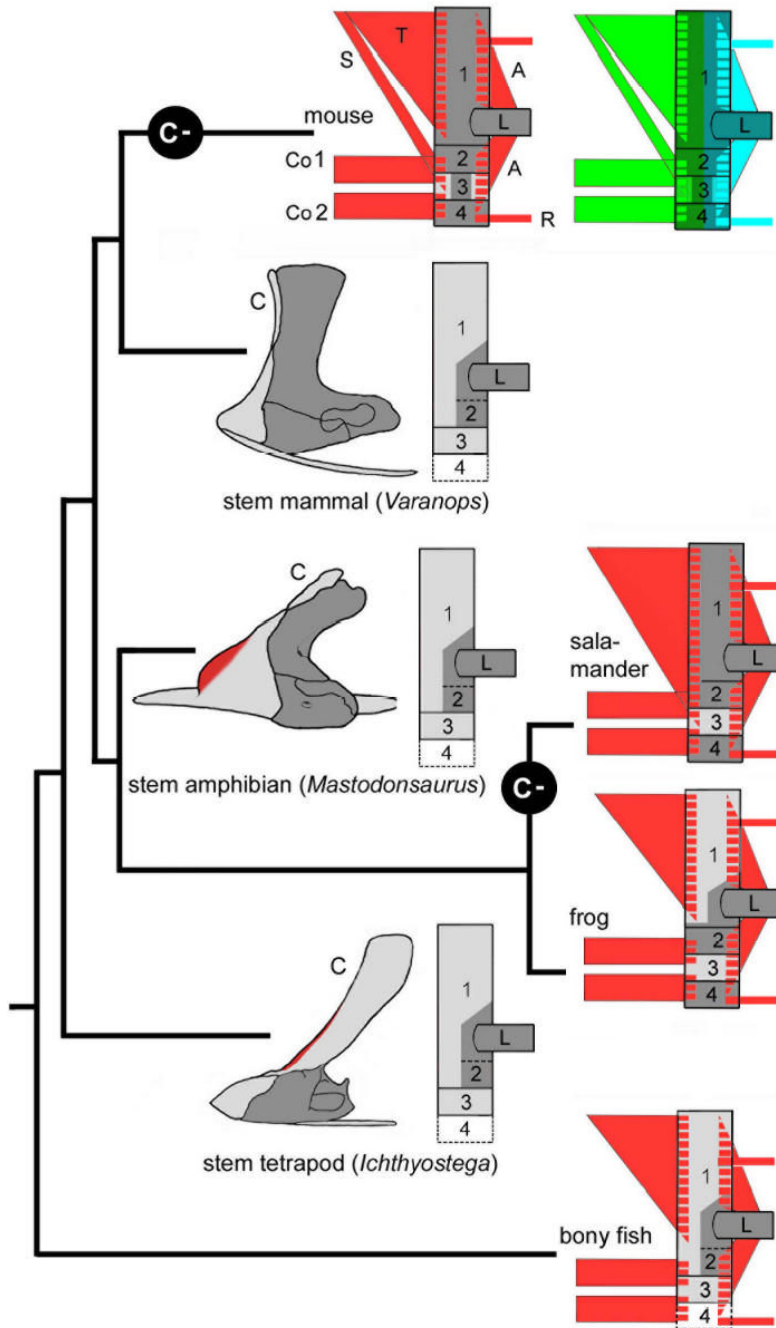 T
S
1
A
1
L
L
C-
mouse
Co1
2
A
2
3
3
Co2
4
R
4
C
1
L
2
3
4
stem mammal (Varanops)
C
1
L
2
3
4
stem amphibian (Mastodonsaurus)
1
sala-
mander
L
2
3
4
C-
1
L
frog
2
3
4
C
1
L
2
3
4
stem tetrapod (Ichthyostega)
1
L
bony fish
2
3
4